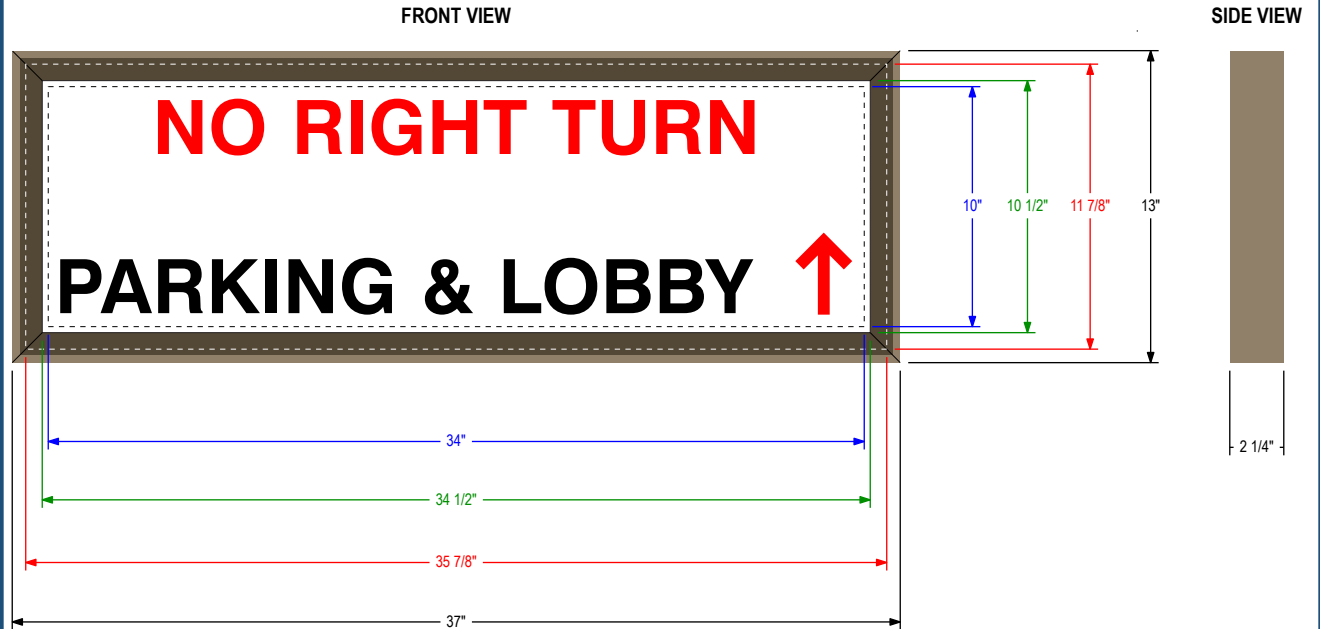 FRONT VIEW
SIDE VIEW
NO RIGHT TURN
PARKING & LOBBY ↑
10"
10 1/2"
11 7/8"
13"
34"
34 1/2"
35 7/8"
37"
2 1/4"